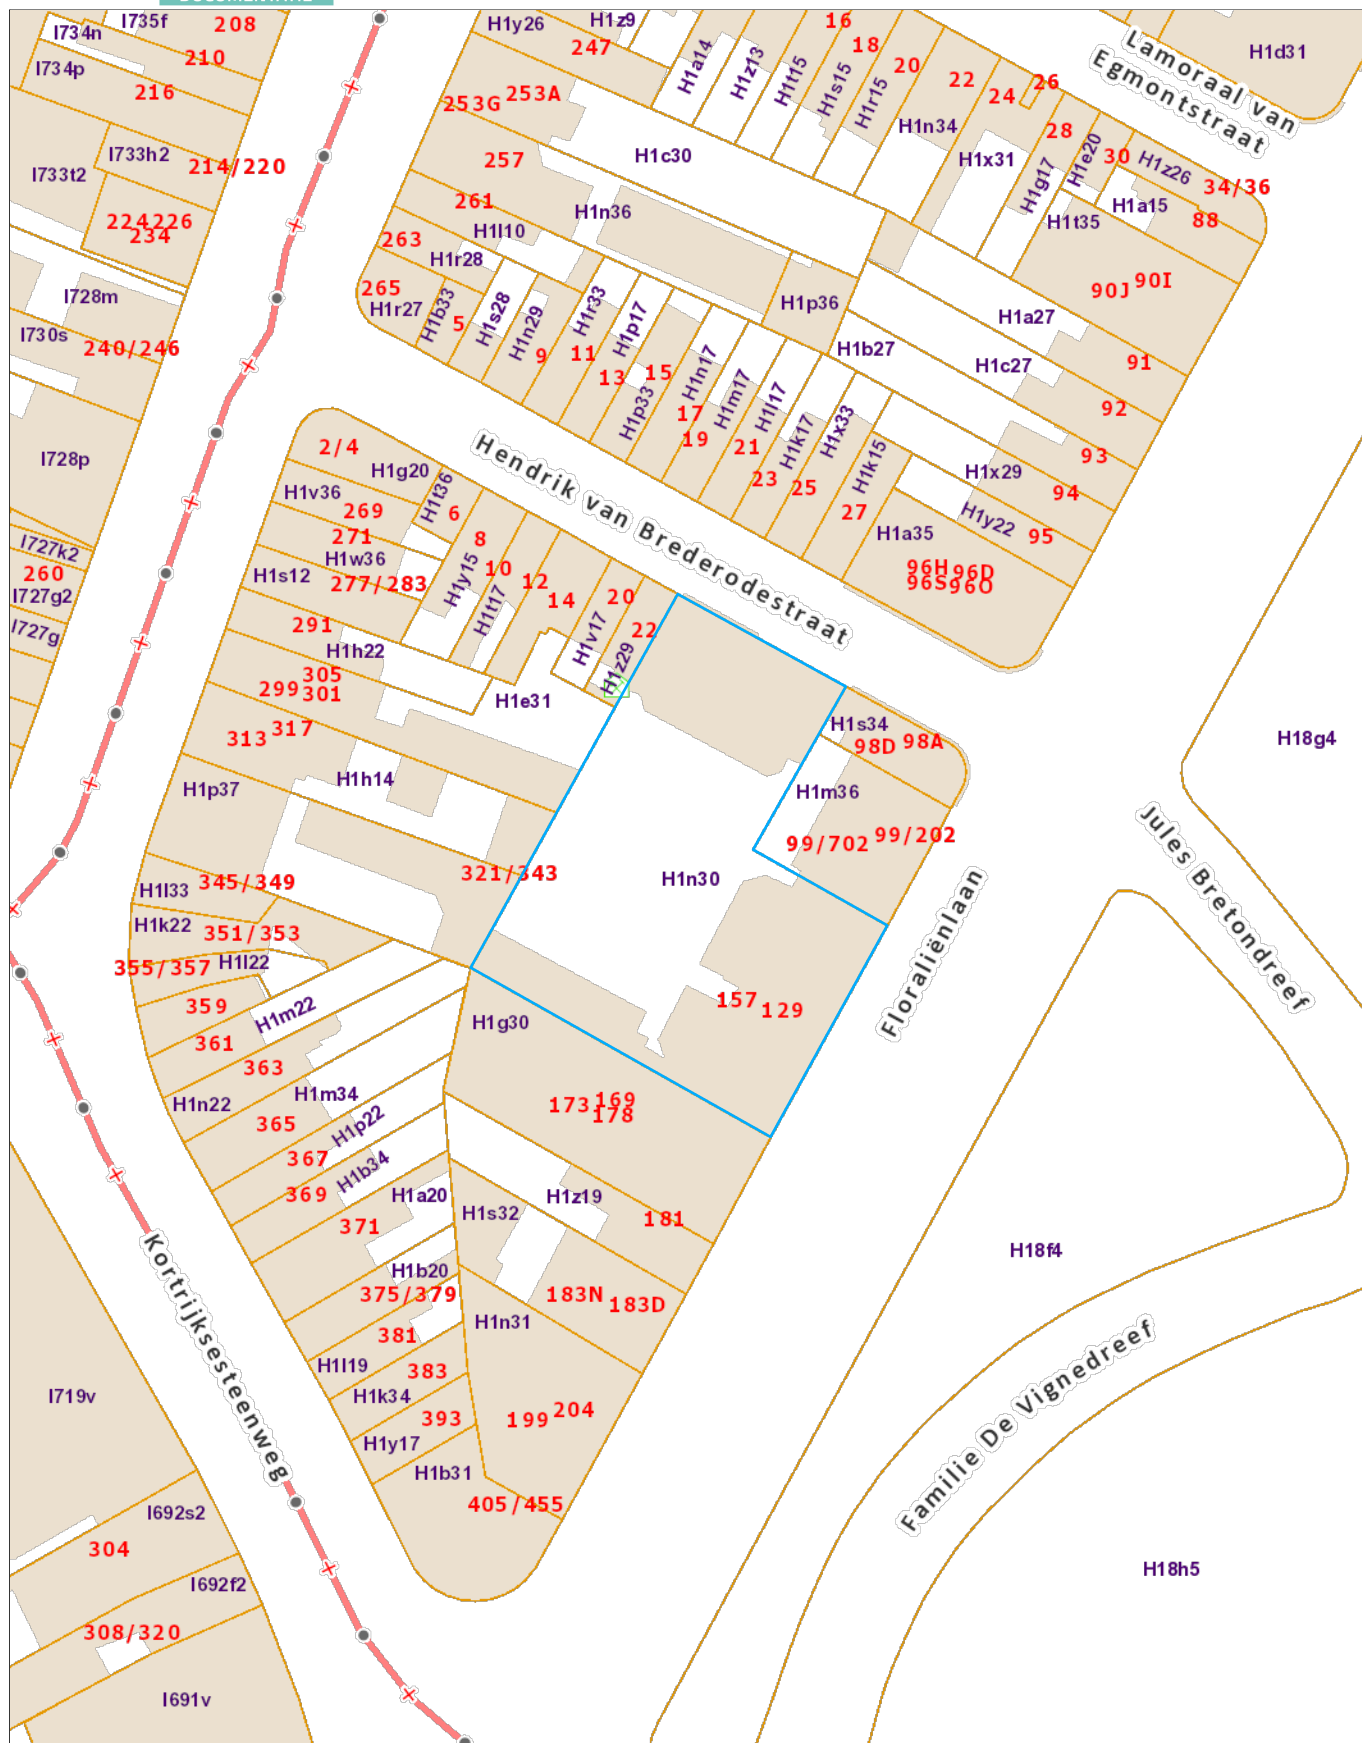 I734n
I735f
208
210
I734p
216
I733h2
214/220
I733t2
224 226
234
I728m
I730s
240/246
I728p
I727k2
260
I727g2
I727g
H1y26
H1z9
247
253G
253A
257
261
H1l10
263
H1r28
265
H1r27
H1b33
5
H1s28
H1n29
9
H1r33
11
H1p17
13
15
H1p33
H1n17
17
19
H1m17
21
H1l17
23
H1k17
25
H1x33
27
H1k15
H1a14
H1z13
H1t15
H1s15
H1r15
16
18
20
22
24
26
28
H1c30
H1n36
H1n34
H1x31
H1g17
H1e20
30
H1z26
34/36
H1a15
88
H1t35
90J
90I
H1p36
H1a27
H1b27
H1c27
91
92
93
H1x29
94
H1y22
95
H1a35
96H
96D
96S
96O
H1d31
Lamoraal van
Egmontstraat
Hendrik van Brederodestraat
2/4
H1g20
H1v36
H1t36
269
6
271
8
H1w36
H1s12
277/283
H1y15
10
H1t17
12
14
20
H1v17
22
H1z29
291
H1h22
305
299
301
H1e31
313
317
H1h14
H1p37
321/343
345/349
H1l33
H1k22
351/353
355/357
H1l22
359
H1m22
361
363
H1n22
H1m34
365
H1p22
367
H1b34
369
H1a20
371
H1b20
375/379
381
H1l19
383
H1k34
393
H1y17
H1b31
405/455
H1s34
98D
98A
H1m36
99/702
99/202
H1n30
157
129
H1g30
173
169
178
H1z19
181
H1s32
183N
183D
H1n31
199
204
Floraliënlaan
Jules Bretondreef
H18g4
H18f4
Familie De Vignedreef
H18h5
Kortrijksesteenweg
I719v
I692s2
304
I692f2
308/320
I691v